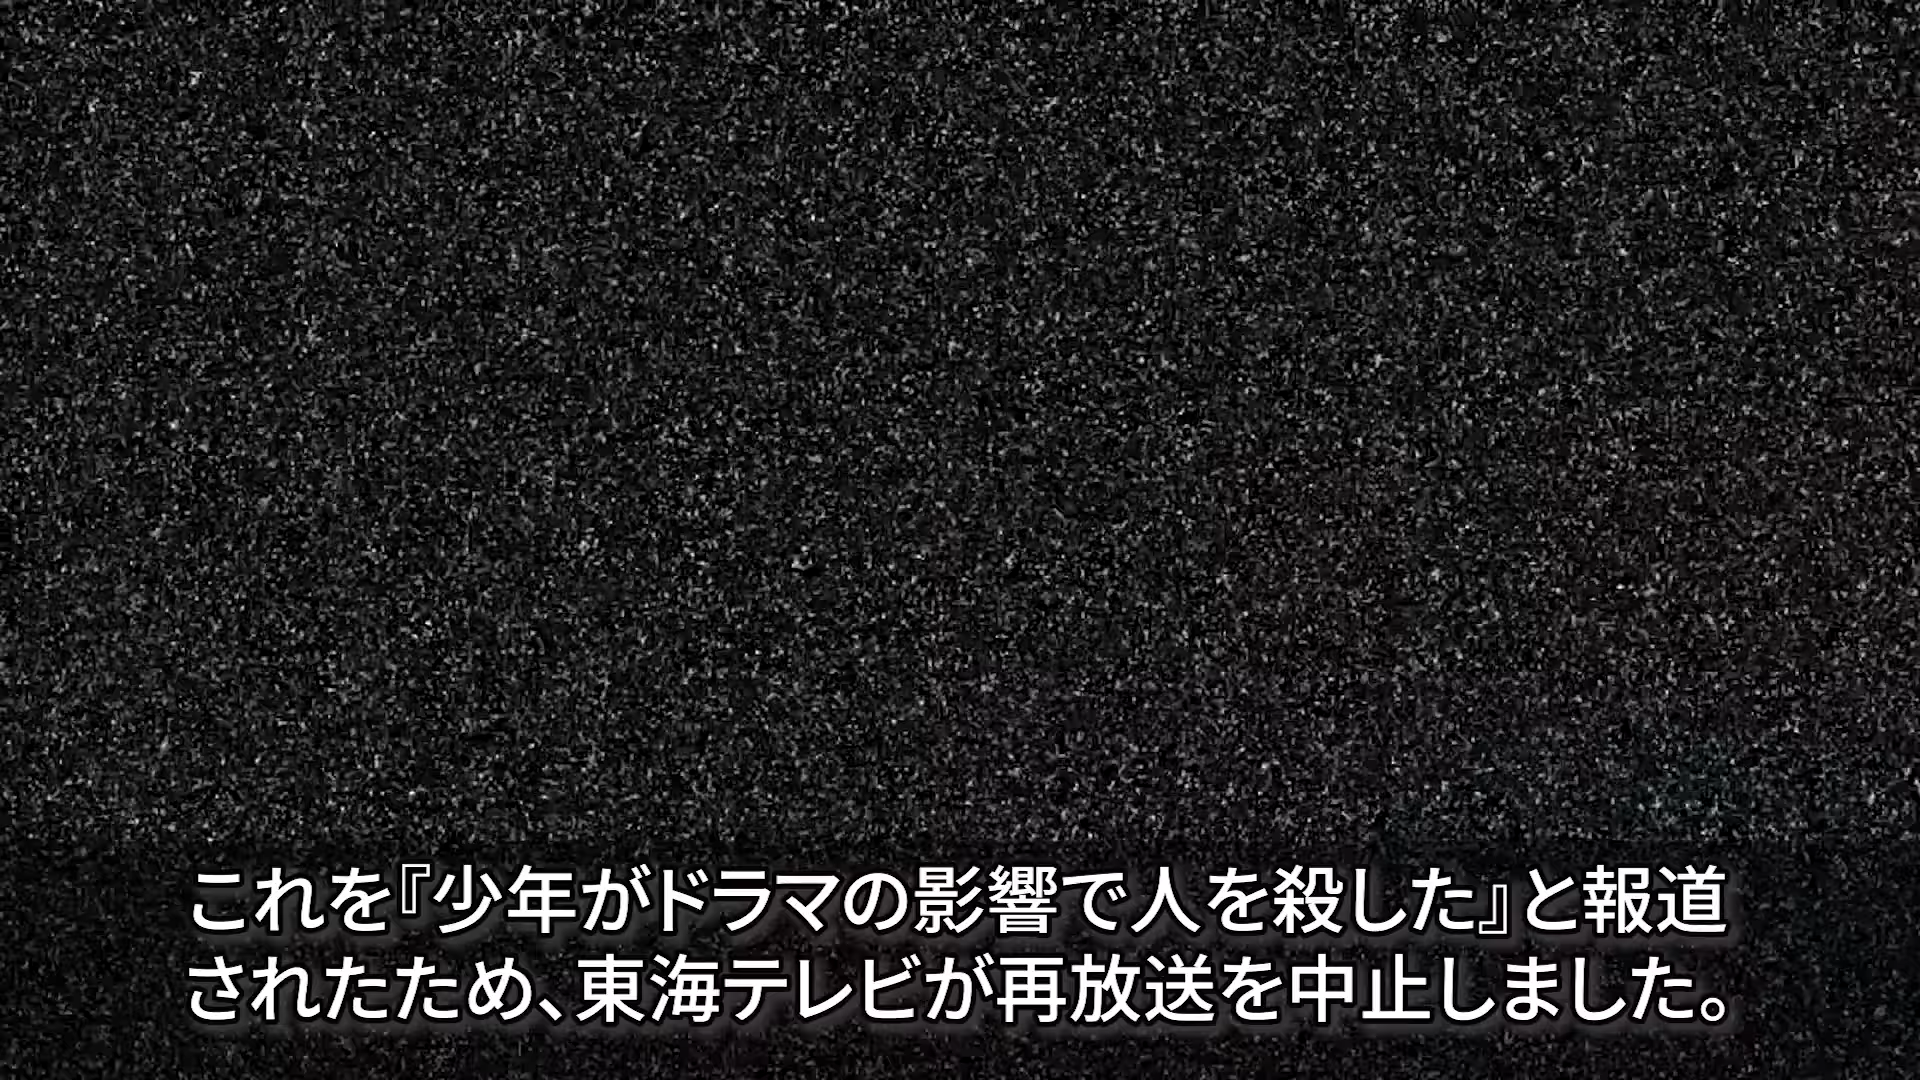 これを『少年がドラマの影響で人を殺した』と報道
されたため、東海テレビが再放送を中止しました。